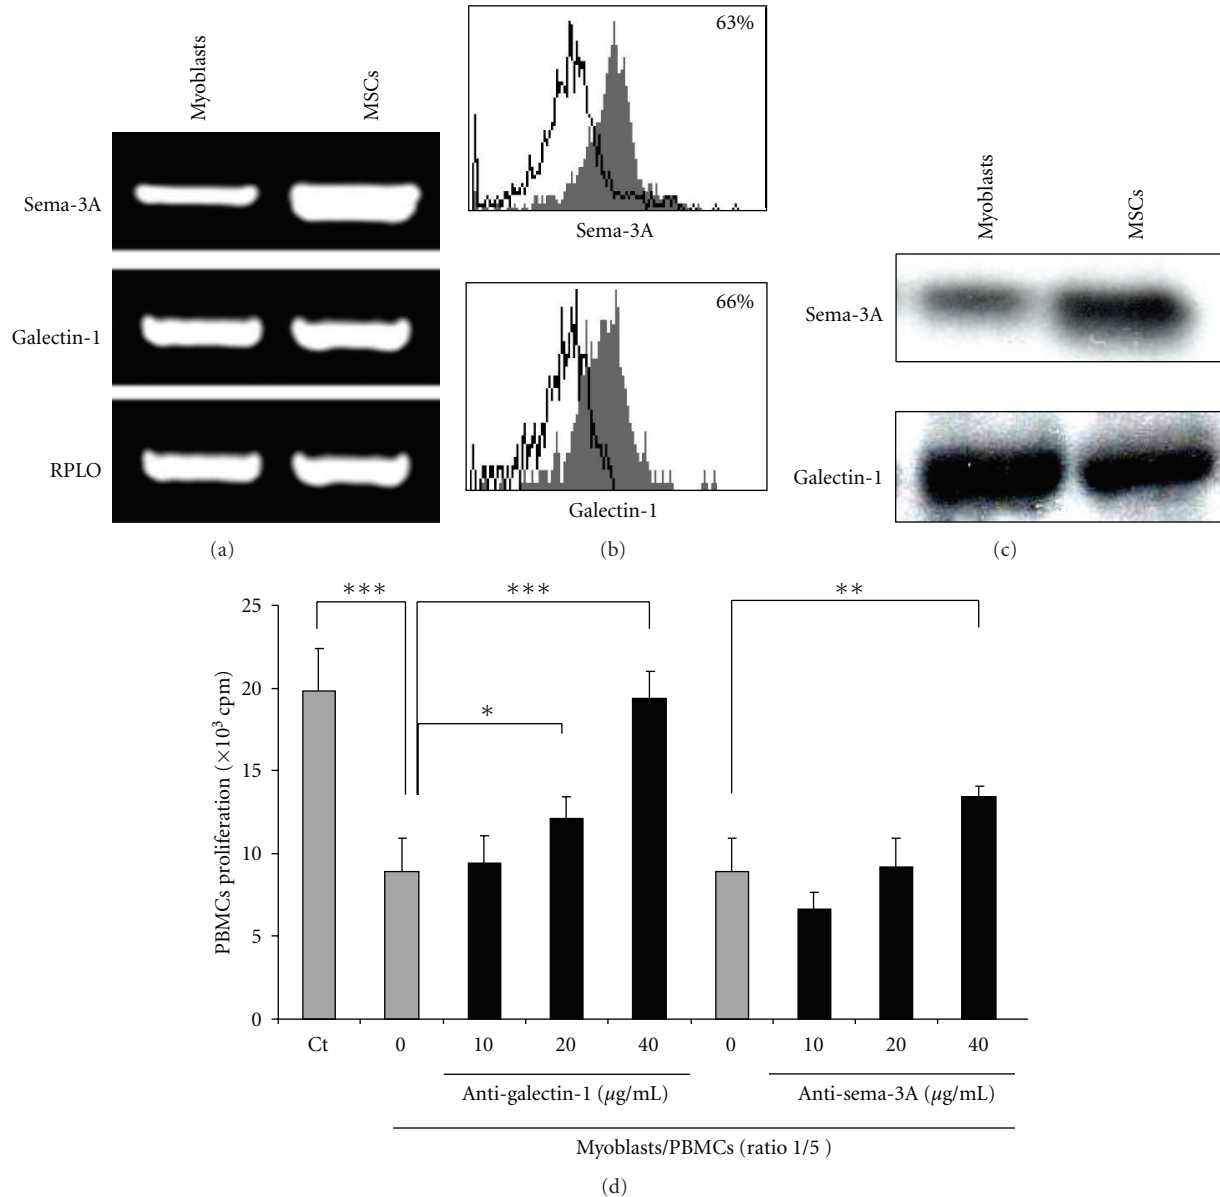 Myoblasts
MSCs
Sema-3A
Galectin-1
RPLO
(a)
63%
Sema-3A
66%
Galectin-1
(b)
Myoblasts
MSCs
Sema-3A
Galectin-1
(c)
PBMCs proliferation (×10³ cpm)
25
20
15
10
5
0
***
***
*
**
Ct 0 10 20 40 0 10 20 40
Anti-galectin-1 (µg/mL) Anti-sema-3A (µg/mL)
Myoblasts/PBMCs (ratio 1/5 )
(d)